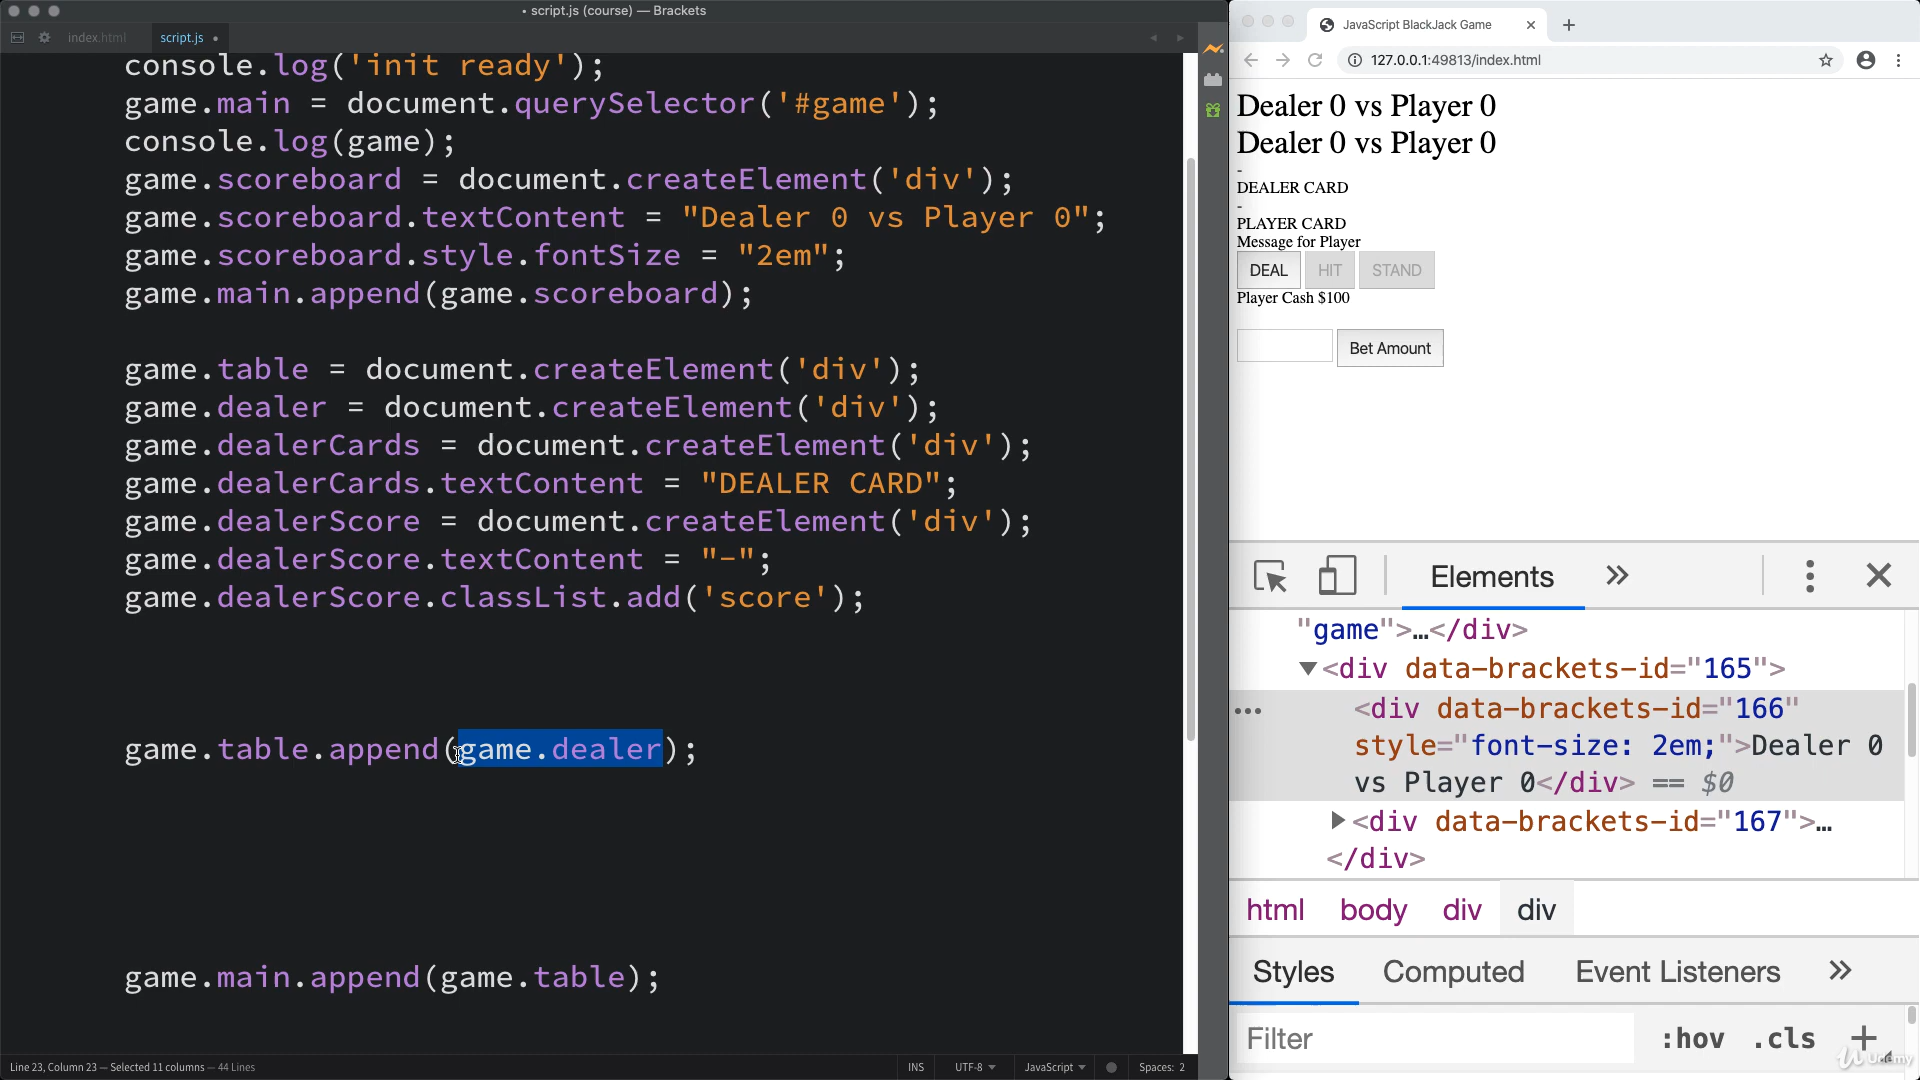 • script.js (course) — Brackets
index.html
script.js •
console.log('init ready');
game.main = document.querySelector('#game');
console.log(game);
game.scoreboard = document.createElement('div');
game.scoreboard.textContent = "Dealer 0 vs Player 0";
game.scoreboard.style.fontSize = "2em";
game.main.append(game.scoreboard);
game.table = document.createElement('div');
game.dealer = document.createElement('div');
game.dealerCards = document.createElement('div');
game.dealerCards.textContent = "DEALER CARD";
game.dealerScore = document.createElement('div');
game.dealerScore.textContent = "-";
game.dealerScore.classList.add('score');
game.table.append(game.dealer);
game.main.append(game.table);
Line 23, Column 23 — Selected 11 columns — 44 Lines
INS
UTF-8
JavaScript
Spaces: 2
JavaScript BlackJack Game
127.0.0.1:49813/index.html
Dealer 0 vs Player 0
Dealer 0 vs Player 0
-
DEALER CARD
-
PLAYER CARD
Message for Player
DEAL HIT STAND
Player Cash $100
Bet Amount
Elements
"game">…</div>
<div data-brackets-id="165">
<div data-brackets-id="166"
style="font-size: 2em;">Dealer 0
vs Player 0</div> == $0
<div data-brackets-id="167">…
</div>
html body div div
Styles Computed Event Listeners
Filter :hov .cls
Udemy